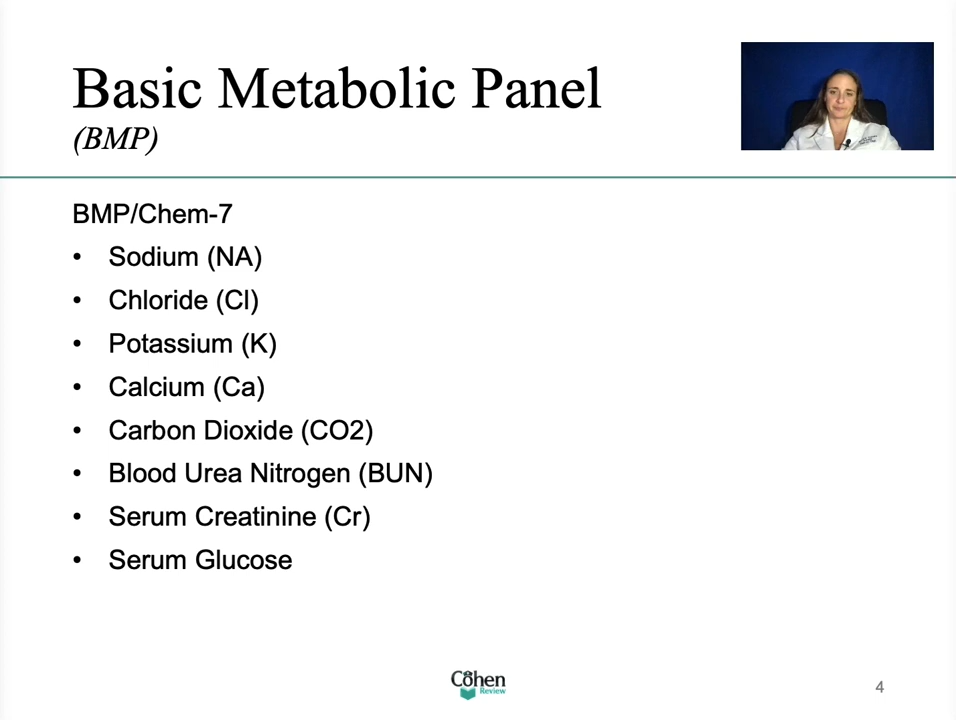 Basic Metabolic Panel
(BMP)
BMP/Chem-7
• Sodium (NA)
• Chloride (Cl)
• Potassium (K)
• Calcium (Ca)
• Carbon Dioxide (CO2)
• Blood Urea Nitrogen (BUN)
• Serum Creatinine (Cr)
• Serum Glucose
Cohen
Review
4